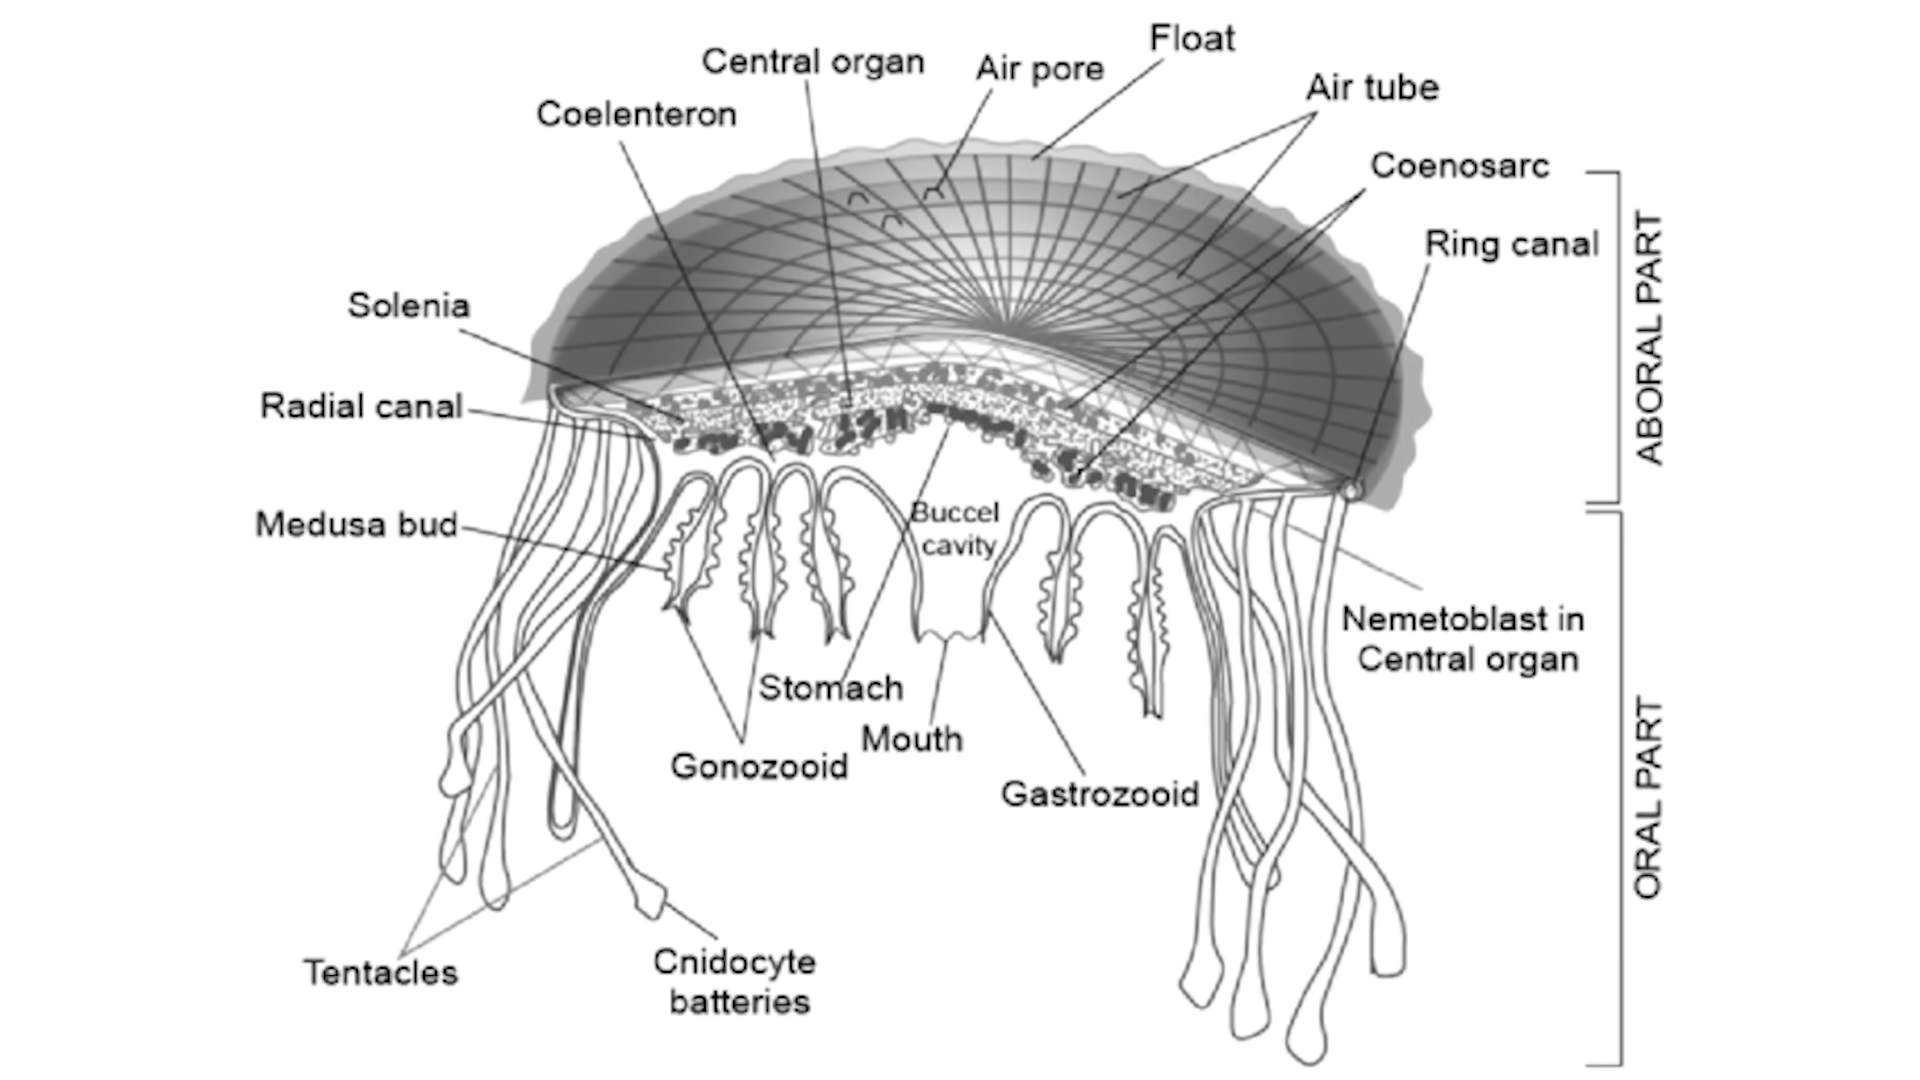 Float
Central organ
Air pore
Air tube
Coelenteron
Coenosarc
Ring canal
ABORAL PART
Solenia
Radial canal
Medusa bud
Buccel
cavity
Nemetoblast in
Central organ
Stomach
Mouth
Gonozooid
Gastrozooid
ORAL PART
Tentacles
Cnidocyte
batteries